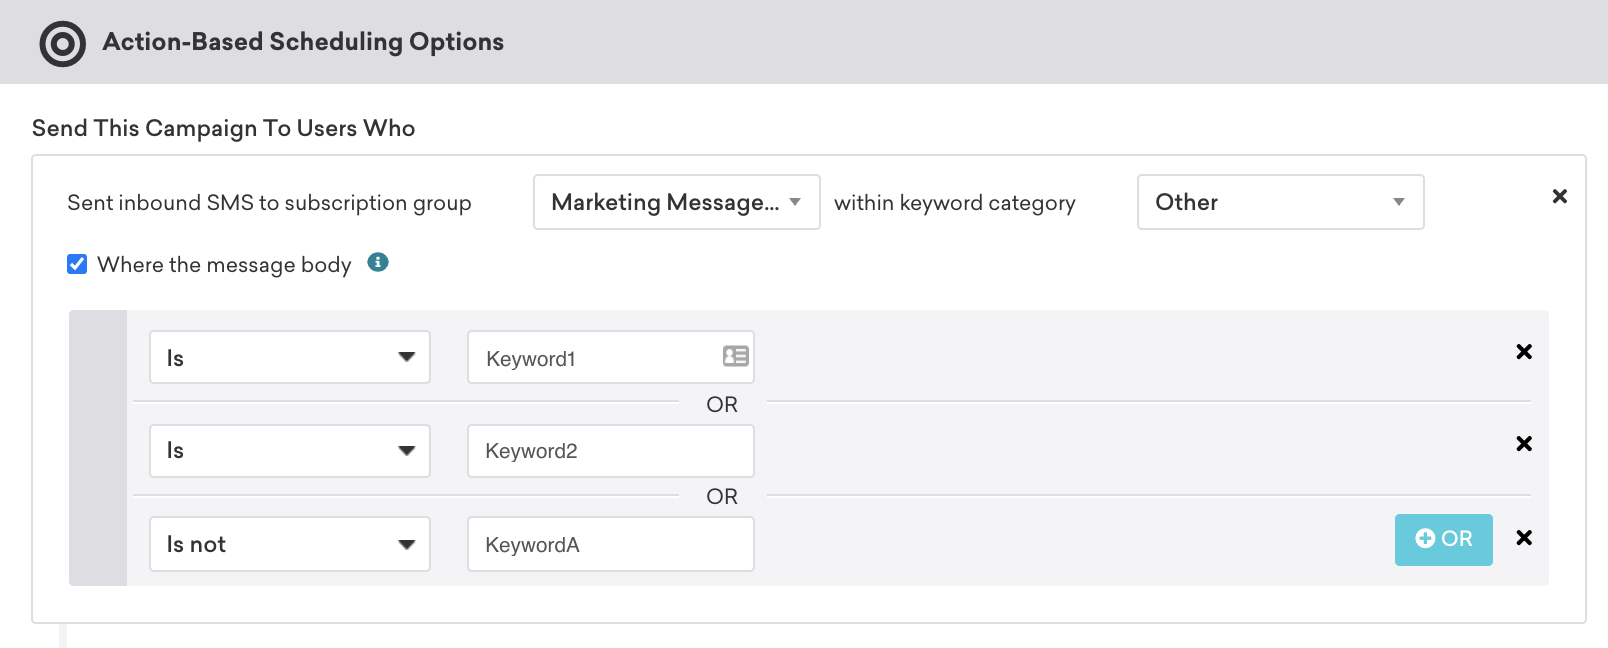 Action-Based Scheduling Options
Send This Campaign To Users Who
Sent inbound SMS to subscription group Marketing Message... within keyword category Other
Where the message body
Is Keyword1
OR
Is Keyword2
OR
Is not KeywordA OR